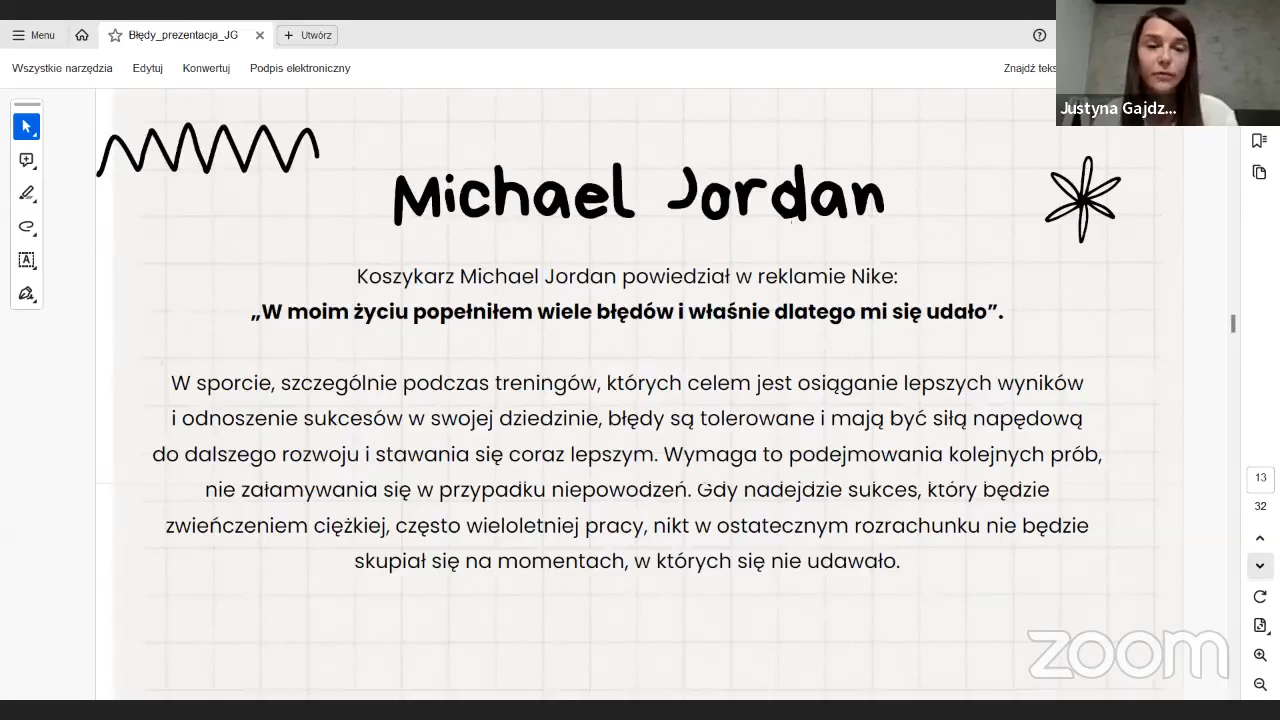 Menu
Błędy_prezentacja_JG
Utwórz
Wszystkie narzędzia
Edytuj
Konwertuj
Podpis elektroniczny
Znajdź teks
Justyna Gajdz...
Michael Jordan
Koszykarz Michael Jordan powiedział w reklamie Nike:
„W moim życiu popełniłem wiele błędów i właśnie dlatego mi się udało”.
W sporcie, szczególnie podczas treningów, których celem jest osiąganie lepszych wyników
i odnoszenie sukcesów w swojej dziedzinie, błędy są tolerowane i mają być siłą napędową
do dalszego rozwoju i stawania się coraz lepszym. Wymaga to podejmowania kolejnych prób,
nie załamywania się w przypadku niepowodzeń. Gdy nadejdzie sukces, który będzie
zwieńczeniem ciężkiej, często wieloletniej pracy, nikt w ostatecznym rozrachunku nie będzie
skupiał się na momentach, w których się nie udawało.
13
32
zoom